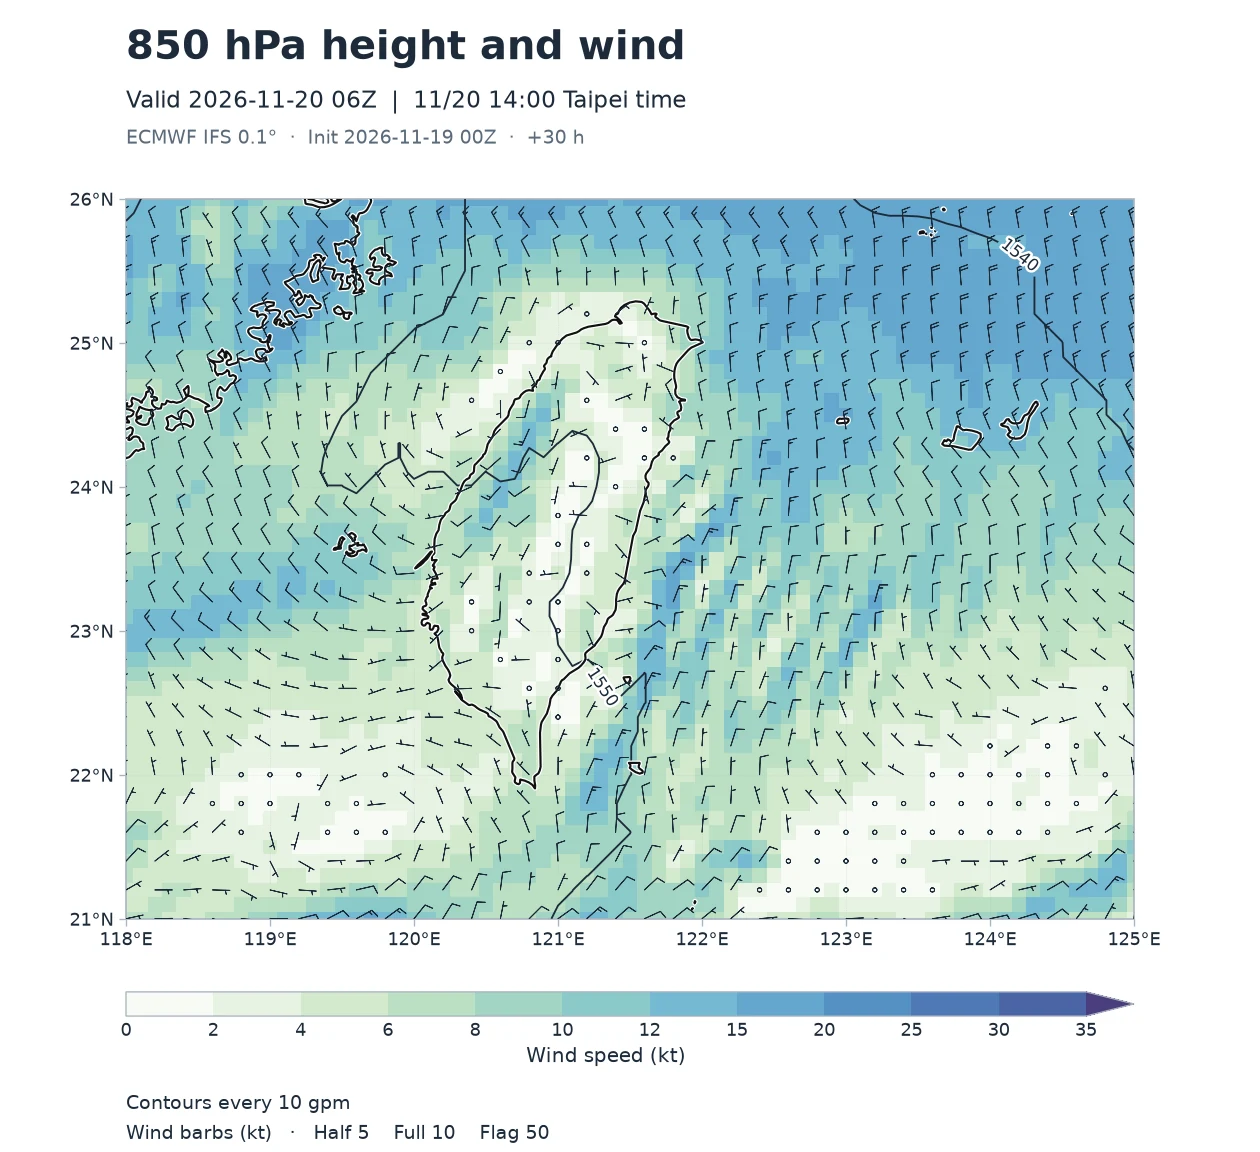 850 hPa height and wind
Valid 2026-11-20 06Z | 11/20 14:00 Taipei time
ECMWF IFS 0.1° · Init 2026-11-19 00Z · +30 h
26°N
1540
25°N
24°N
23°N
1550
22°N
21°N
118°E 119°E 120°E 121°E 122°E 123°E 124°E 125°E
0 2 4 6 8 10 12 15 20 25 30 35
Wind speed (kt)
Contours every 10 gpm
Wind barbs (kt) · Half 5 Full 10 Flag 50